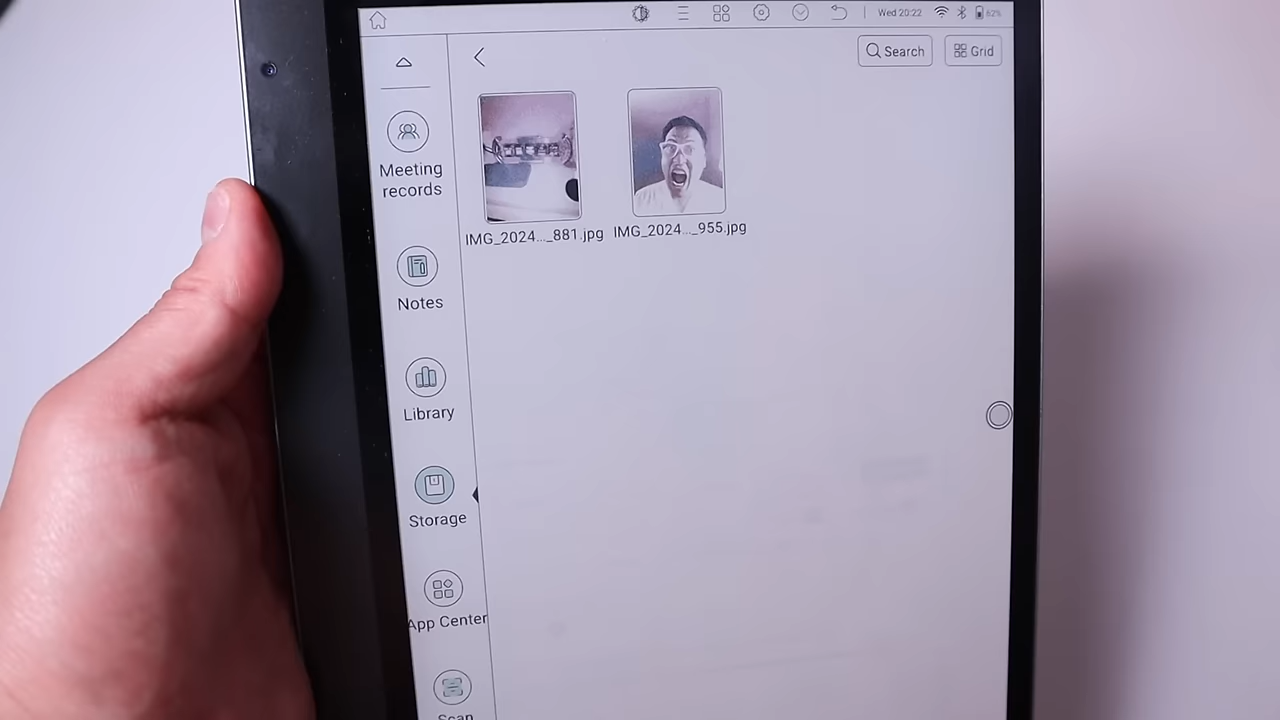 Wed 20:22
62%
Search
Grid
Meeting
records
IMG_2024..._881.jpg
IMG_2024..._955.jpg
Notes
Library
Storage
App Center
Scan